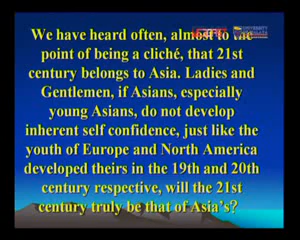 We have heard often, almost to the
point of being a cliché, that 21st
century belongs to Asia. Ladies and
Gentlemen, if Asians, especially
young Asians, do not develop
inherent self confidence, just like the
youth of Europe and North America
developed theirs in the 19th and 20th
century respective, will the 21st
century truly be that of Asia's?
UNIVERSITY